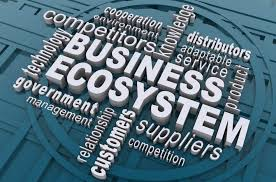 cooperation
knowledge
environment
competitors
distributors
adaptable
service
technology
BUSINESS
ECOSYSTEM
product
government
management
relationship
customers
suppliers
competition